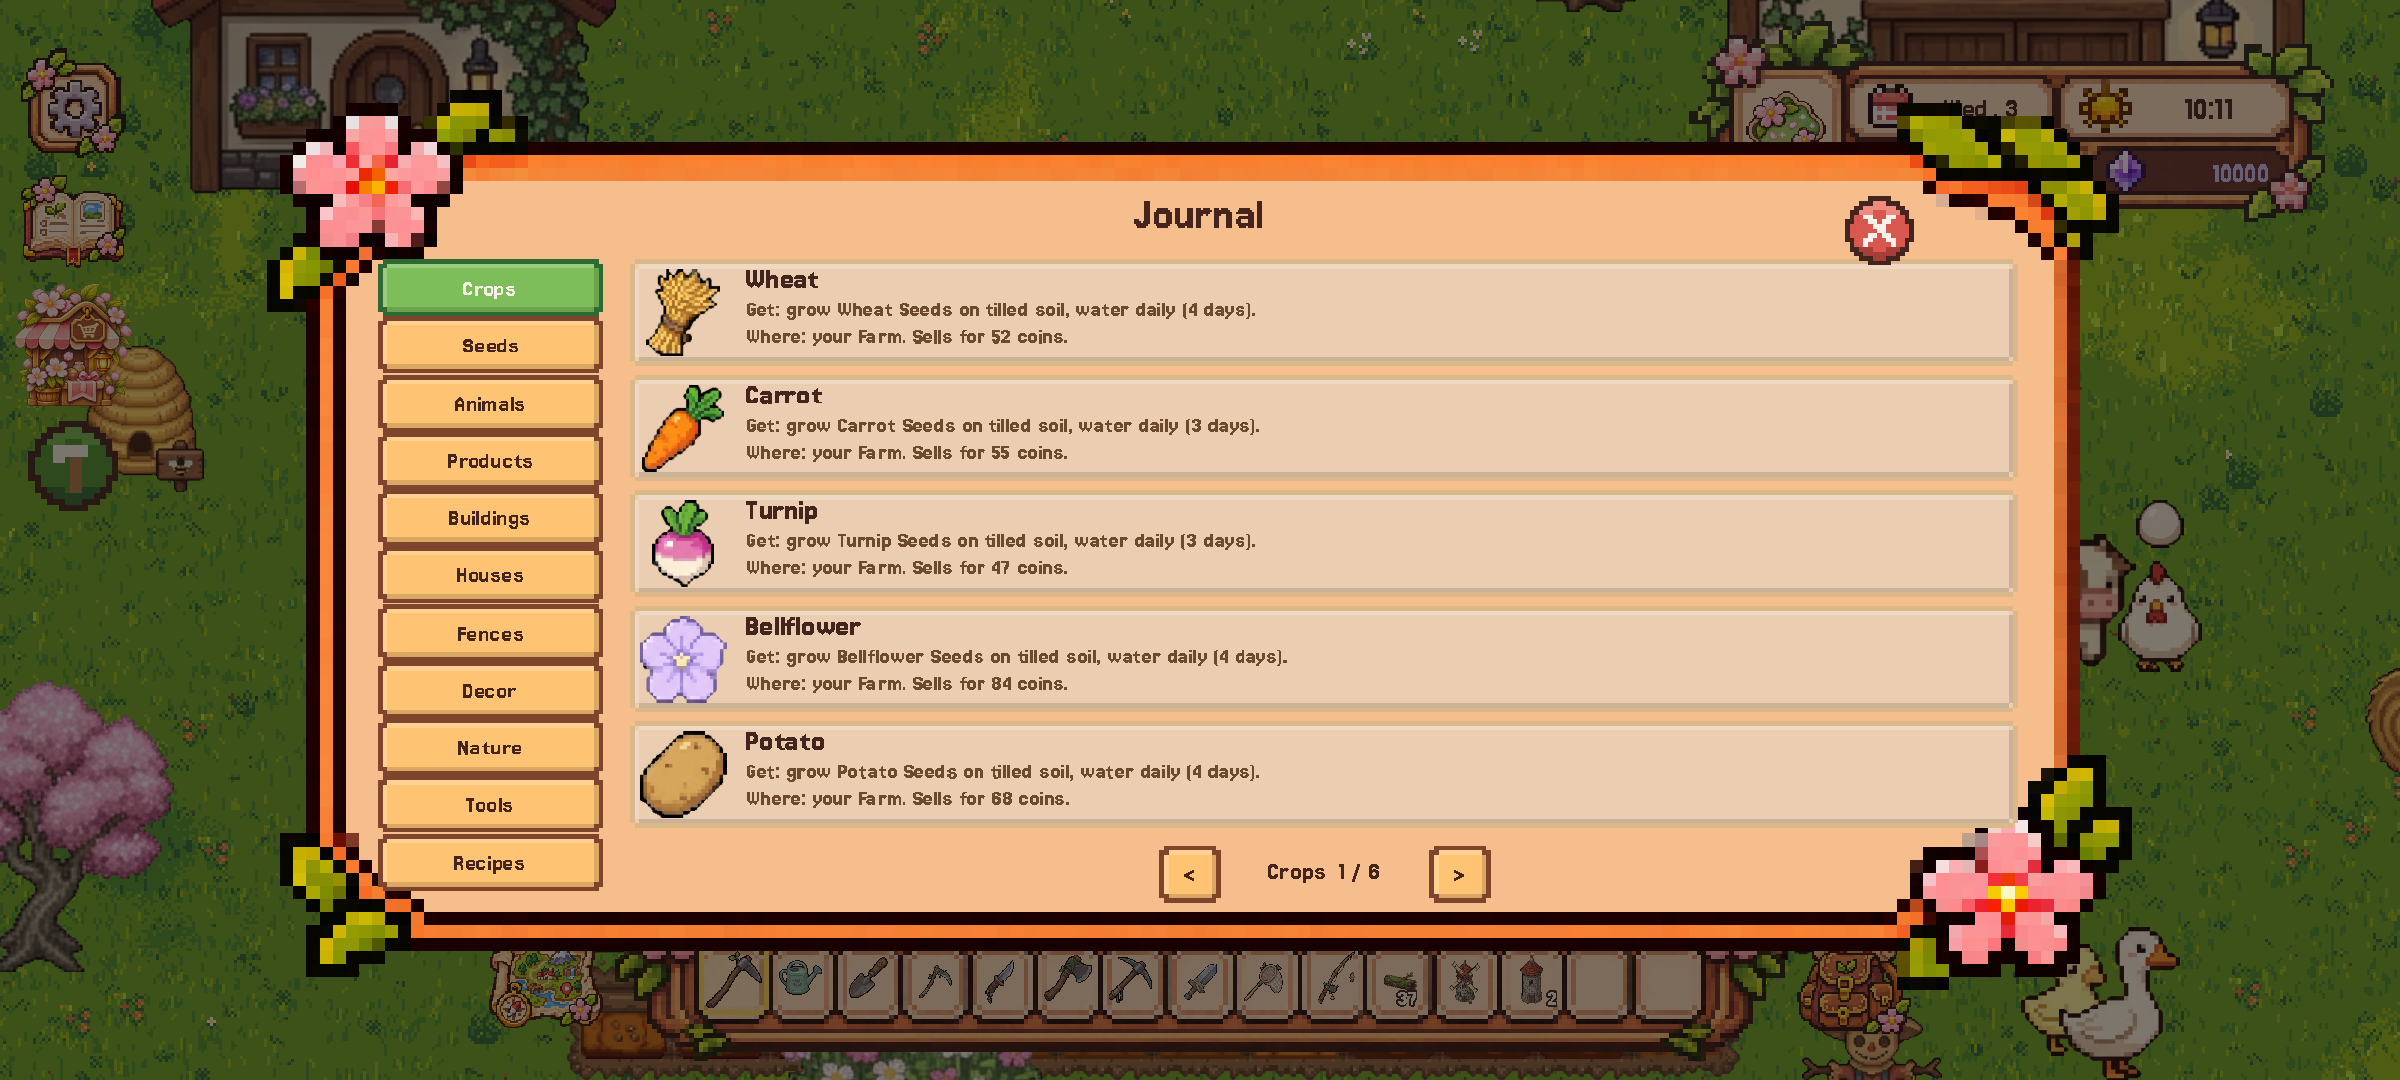 Wed. 3
10:11
10000
Journal
Crops
Seeds
Animals
Products
Buildings
Houses
Fences
Decor
Nature
Tools
Recipes
Wheat
Get: grow Wheat Seeds on tilled soil, water daily (4 days).
Where: your Farm. Sells for 52 coins.
Carrot
Get: grow Carrot Seeds on tilled soil, water daily (3 days).
Where: your Farm. Sells for 55 coins.
Turnip
Get: grow Turnip Seeds on tilled soil, water daily (3 days).
Where: your Farm. Sells for 47 coins.
Bellflower
Get: grow Bellflower Seeds on tilled soil, water daily (4 days).
Where: your Farm. Sells for 84 coins.
Potato
Get: grow Potato Seeds on tilled soil, water daily (4 days).
Where: your Farm. Sells for 68 coins.
< Crops 1 / 6 >
37
2